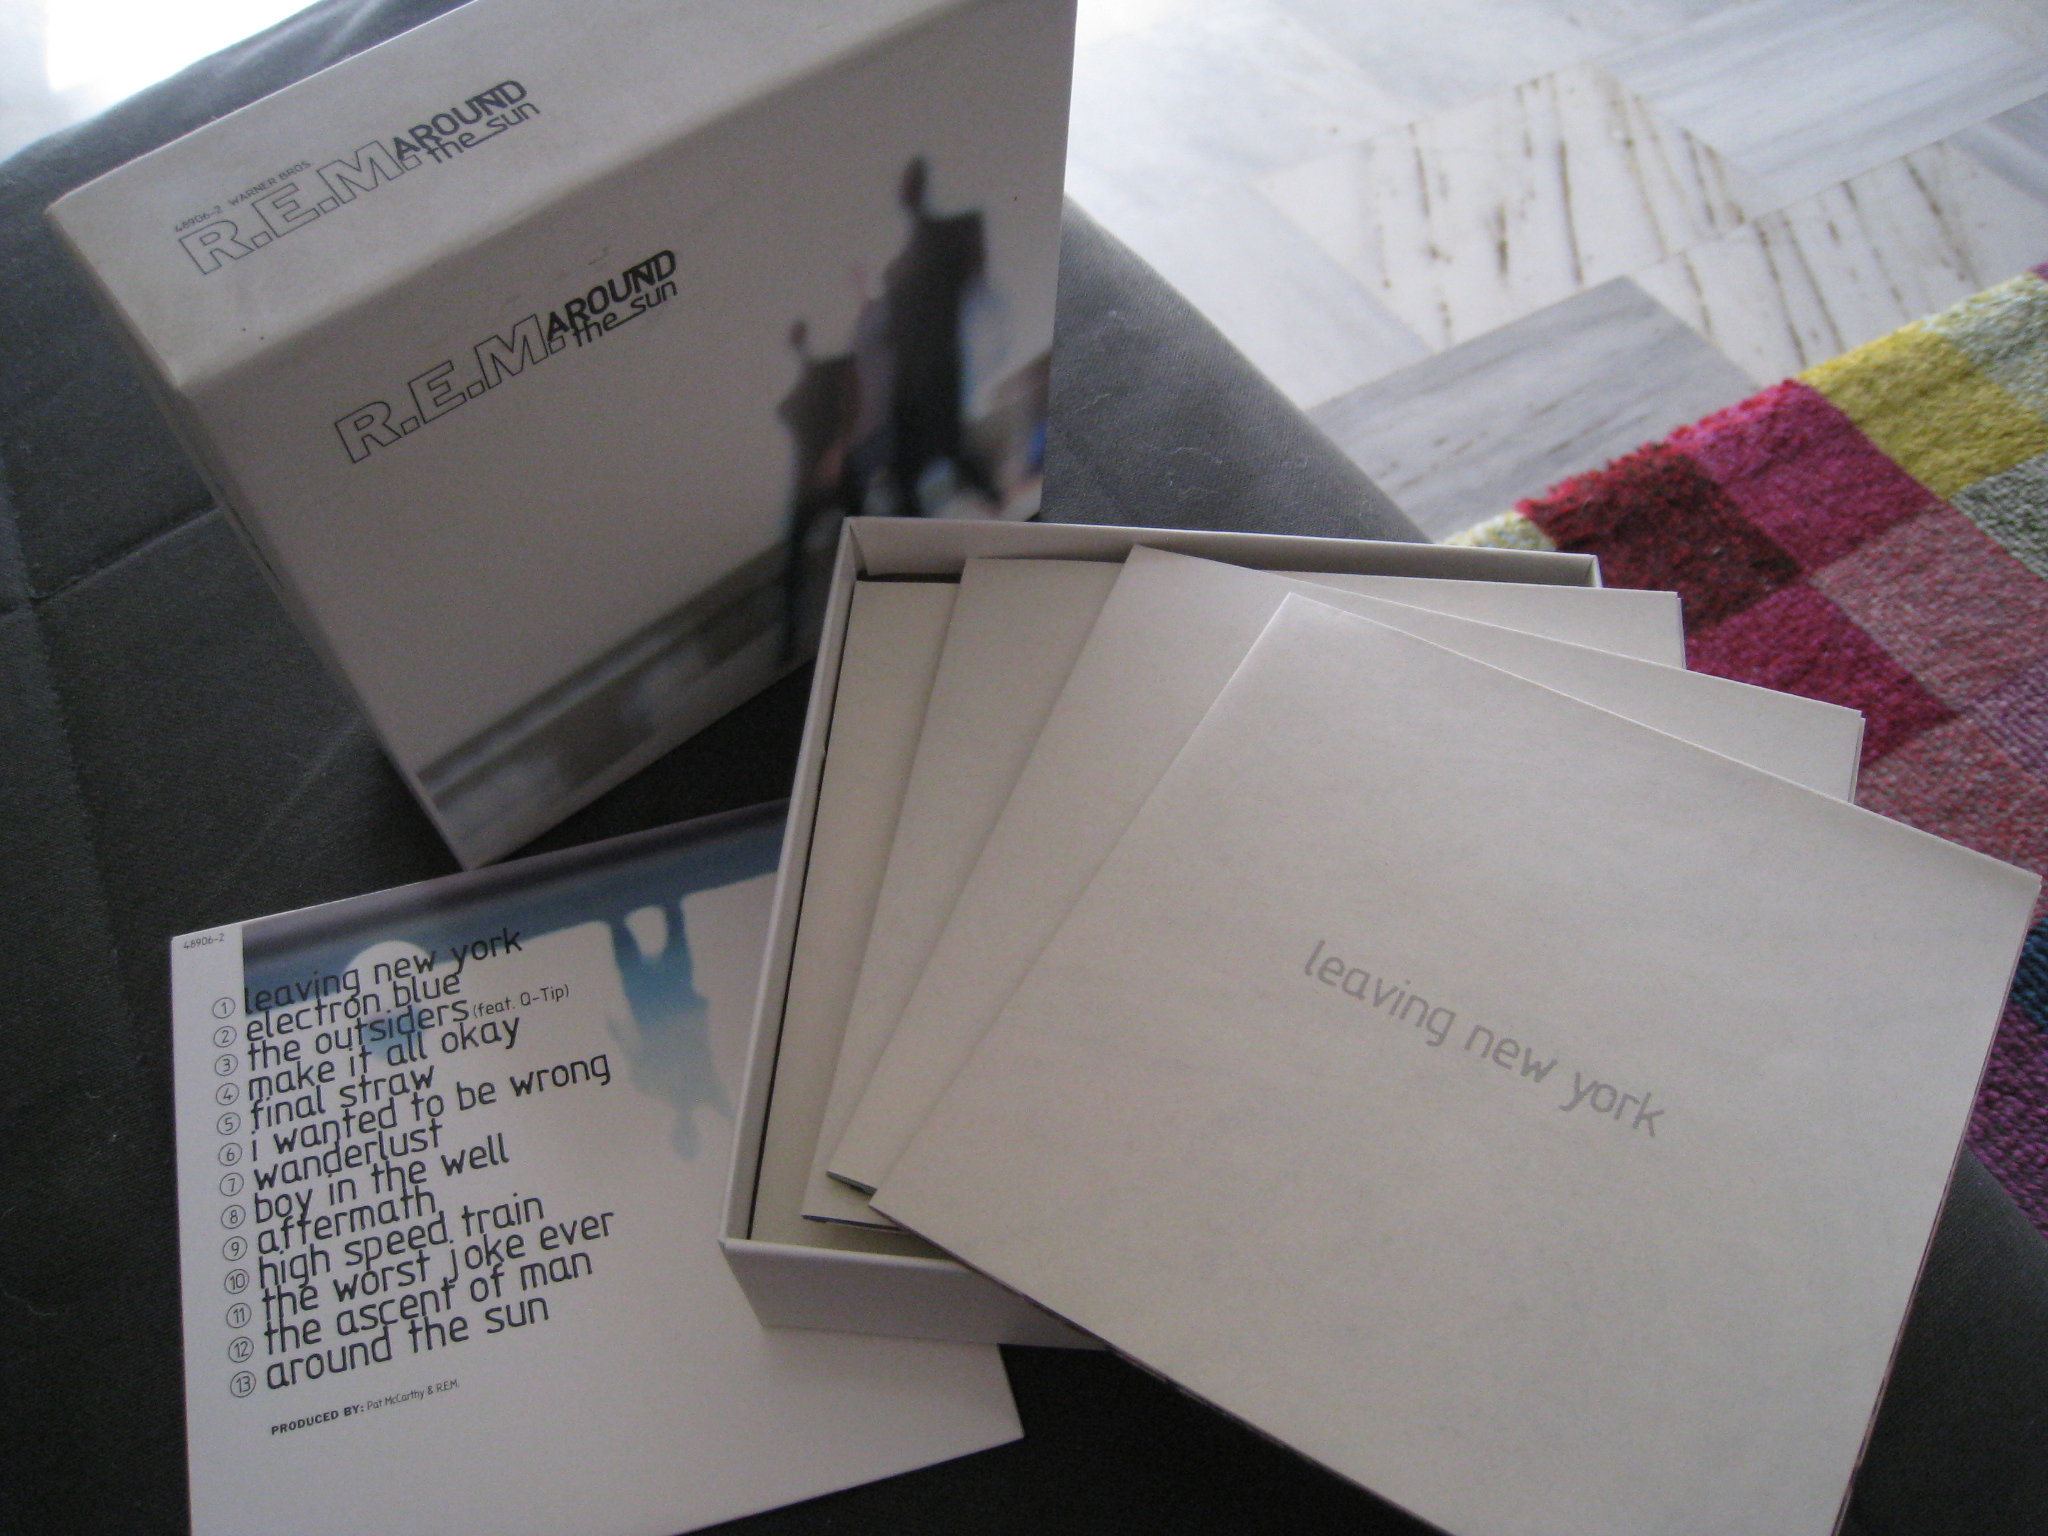 48906-2 WARNER BROS.
R.E.M. AROUND
the sun
R.E.M. AROUND
the sun
48906-2
1 leaving new york
2 electron blue
3 the outsiders (feat. Q-Tip)
4 make it all okay
5 final straw
6 i wanted to be wrong
7 wanderlust
8 boy in the well
9 aftermath
10 high speed train
11 the worst joke ever
12 the ascent of man
13 around the sun
PRODUCED BY: Pat McCarthy & R.E.M.
leaving new york